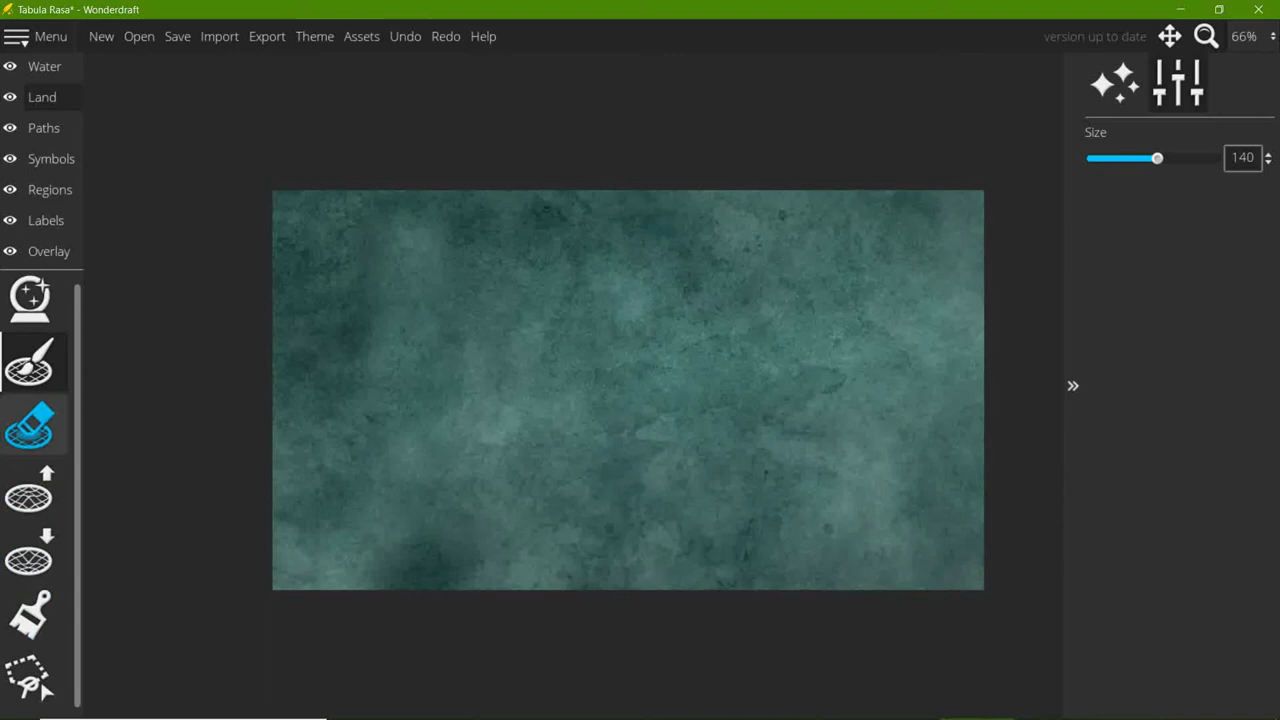 Tabula Rasa* - Wonderdraft
Menu New Open Save Import Export Theme Assets Undo Redo Help version up to date 66%
Water
Land
Paths
Symbols
Regions
Labels
Overlay
Size
140